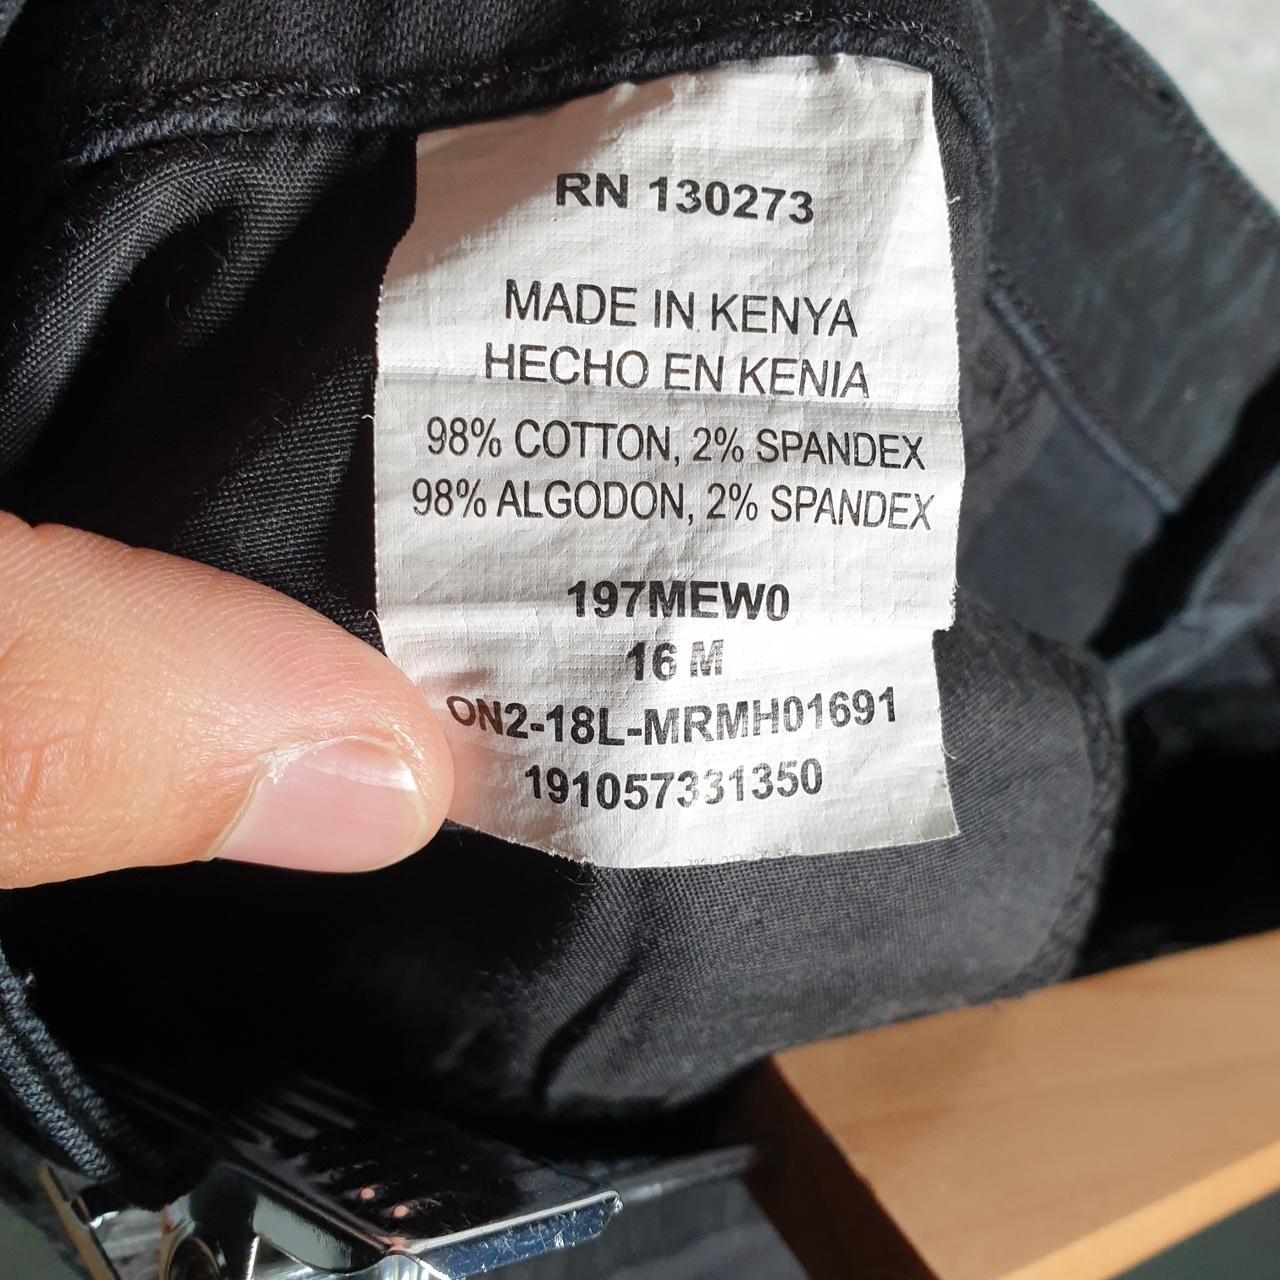 RN 130273
MADE IN KENYA
HECHO EN KENIA
98% COTTON, 2% SPANDEX
98% ALGODON, 2% SPANDEX
197MEW0
16 M
ON2-18L-MRMH01691
191057331350